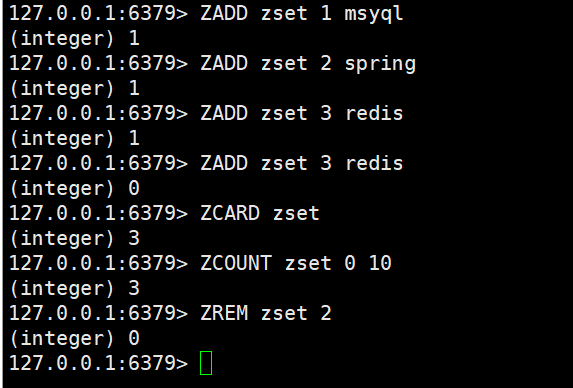 127.0.0.1:6379> ZADD zset 1 msyql
(integer) 1
127.0.0.1:6379> ZADD zset 2 spring
(integer) 1
127.0.0.1:6379> ZADD zset 3 redis
(integer) 1
127.0.0.1:6379> ZADD zset 3 redis
(integer) 0
127.0.0.1:6379> ZCARD zset
(integer) 3
127.0.0.1:6379> ZCOUNT zset 0 10
(integer) 3
127.0.0.1:6379> ZREM zset 2
(integer) 0
127.0.0.1:6379>